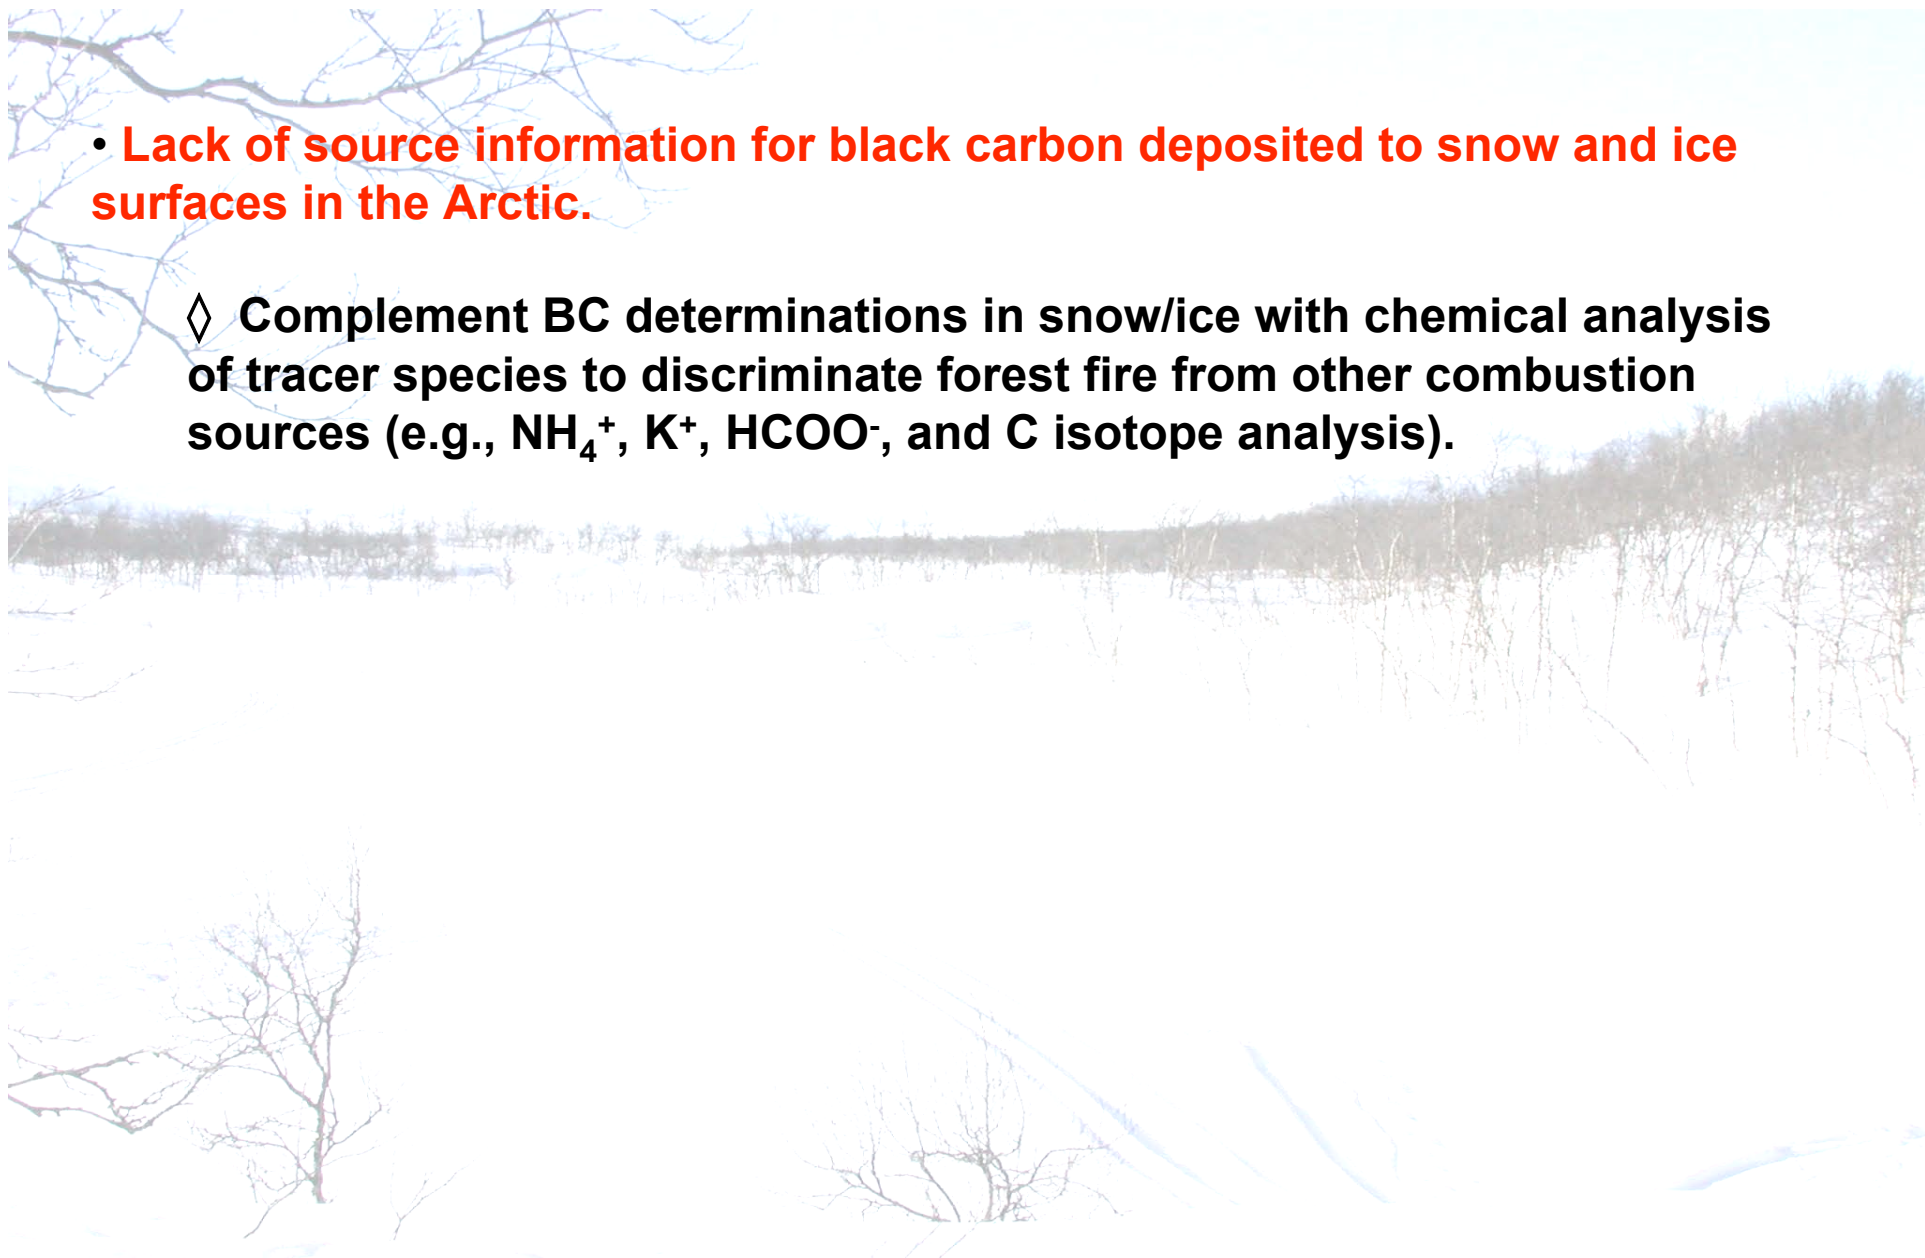 • Lack of source information for black carbon deposited to snow and ice
surfaces in the Arctic.
◊ Complement BC determinations in snow/ice with chemical analysis
of tracer species to discriminate forest fire from other combustion
sources (e.g., NH₄⁺, K⁺, HCOO⁻, and C isotope analysis).